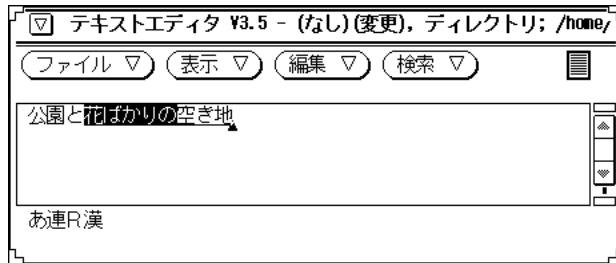 テキストエディタ V3.5 - (なし)(変更), ディレクトリ; /home/
ファイル ▽ 表示 ▽ 編集 ▽ 検索 ▽
公園と花ばかりの空き地
あ連R漢